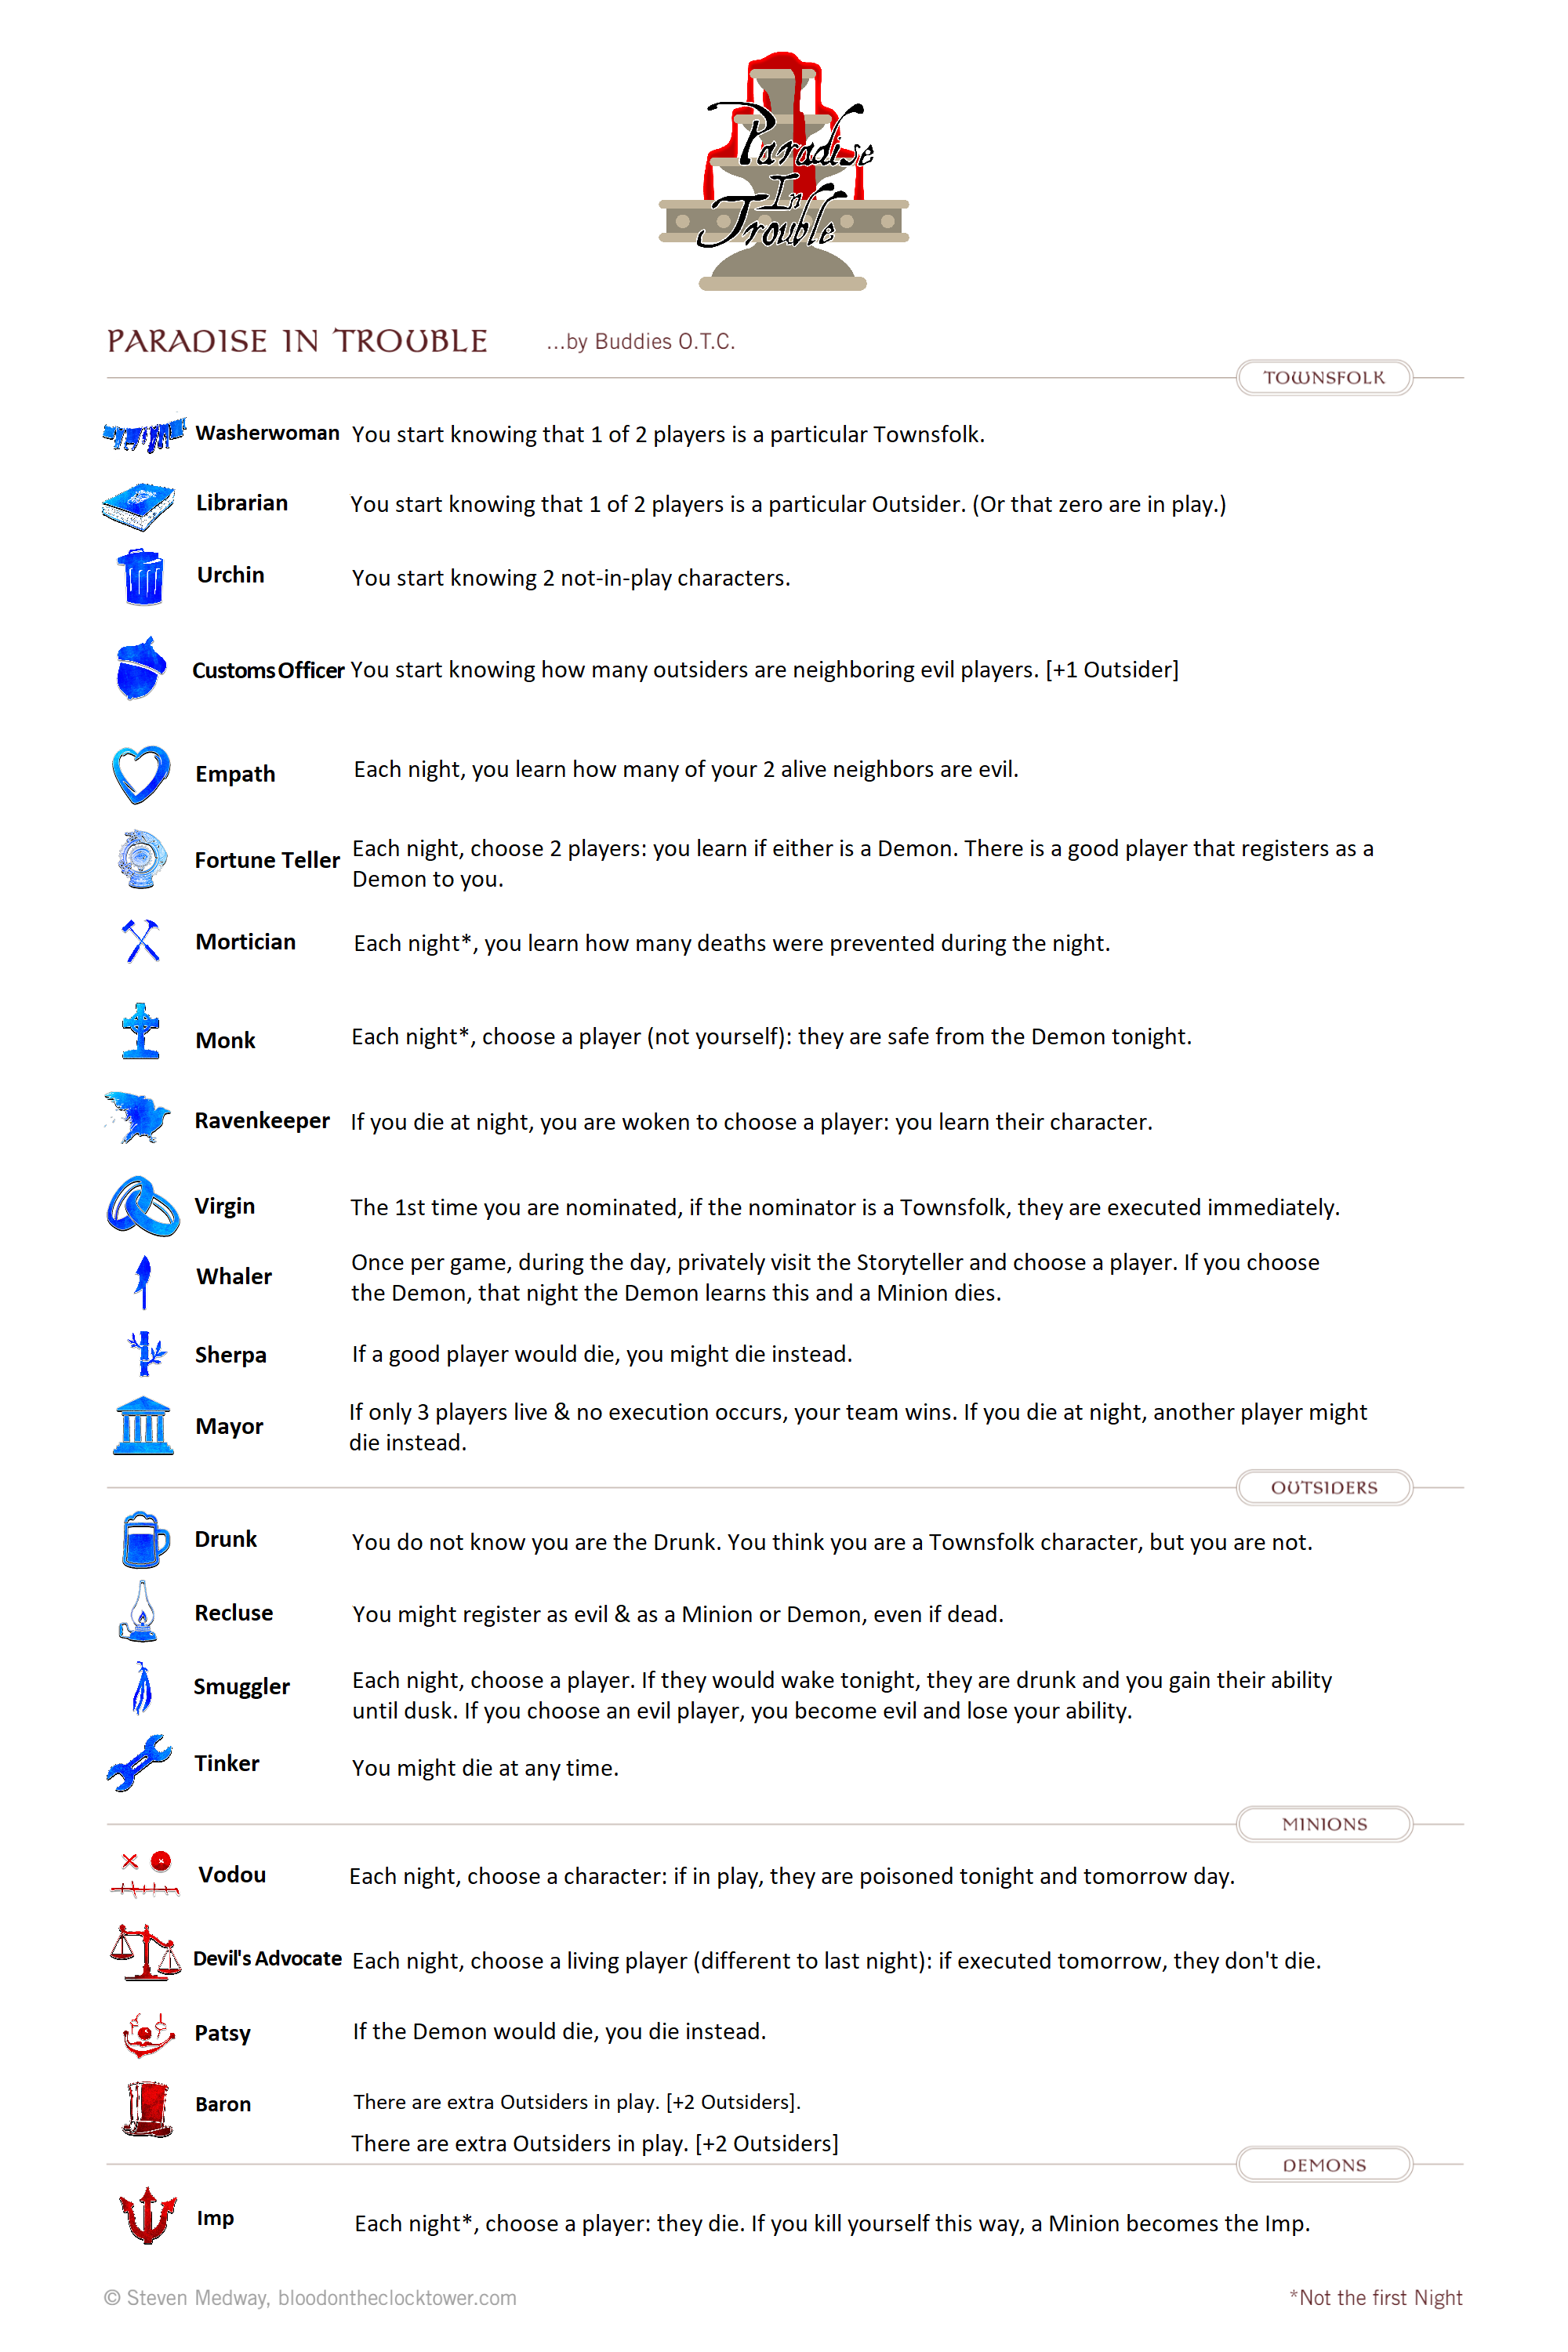 Paradise
In
Trouble
PARADISE IN TROUBLE ...by Buddies O.T.C.
TOWNSFOLK
Washerwoman You start knowing that 1 of 2 players is a particular Townsfolk.
Librarian You start knowing that 1 of 2 players is a particular Outsider. (Or that zero are in play.)
Urchin You start knowing 2 not-in-play characters.
Customs Officer You start knowing how many outsiders are neighboring evil players. [+1 Outsider]
Empath Each night, you learn how many of your 2 alive neighbors are evil.
Fortune Teller Each night, choose 2 players: you learn if either is a Demon. There is a good player that registers as a
Demon to you.
Mortician Each night*, you learn how many deaths were prevented during the night.
Monk Each night*, choose a player (not yourself): they are safe from the Demon tonight.
Ravenkeeper If you die at night, you are woken to choose a player: you learn their character.
Virgin The 1st time you are nominated, if the nominator is a Townsfolk, they are executed immediately.
Whaler Once per game, during the day, privately visit the Storyteller and choose a player. If you choose
the Demon, that night the Demon learns this and a Minion dies.
Sherpa If a good player would die, you might die instead.
Mayor If only 3 players live & no execution occurs, your team wins. If you die at night, another player might
die instead.
OUTSIDERS
Drunk You do not know you are the Drunk. You think you are a Townsfolk character, but you are not.
Recluse You might register as evil & as a Minion or Demon, even if dead.
Smuggler Each night, choose a player. If they would wake tonight, they are drunk and you gain their ability
until dusk. If you choose an evil player, you become evil and lose your ability.
Tinker You might die at any time.
MINIONS
Vodou Each night, choose a character: if in play, they are poisoned tonight and tomorrow day.
Devil's Advocate Each night, choose a living player (different to last night): if executed tomorrow, they don't die.
Patsy If the Demon would die, you die instead.
Baron There are extra Outsiders in play. [+2 Outsiders].
There are extra Outsiders in play. [+2 Outsiders]
DEMONS
Imp Each night*, choose a player: they die. If you kill yourself this way, a Minion becomes the Imp.
© Steven Medway, bloodontheclocktower.com *Not the first Night